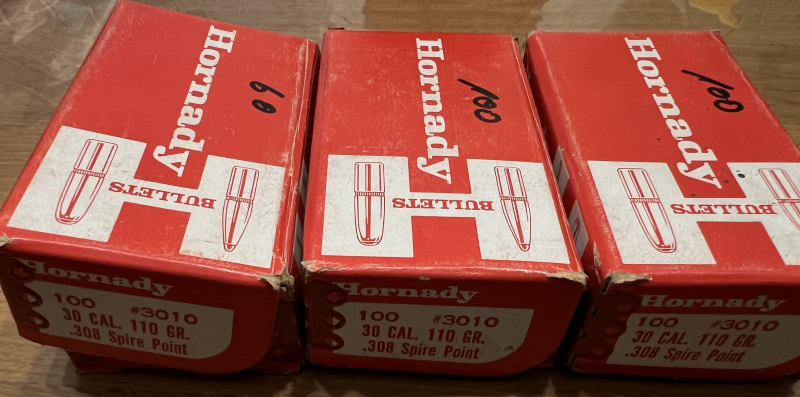 Hornady
60
BULLETS
Hornady
100 #3010
30 CAL. 110 GR.
.308 Spire Point
Hornady
100
BULLETS
Hornady
100 #3010
30 CAL. 110 GR.
.308 Spire Point
Hornady
100
BULLETS
Hornady
100 #3010
30 CAL. 110 GR.
.308 Spire Point